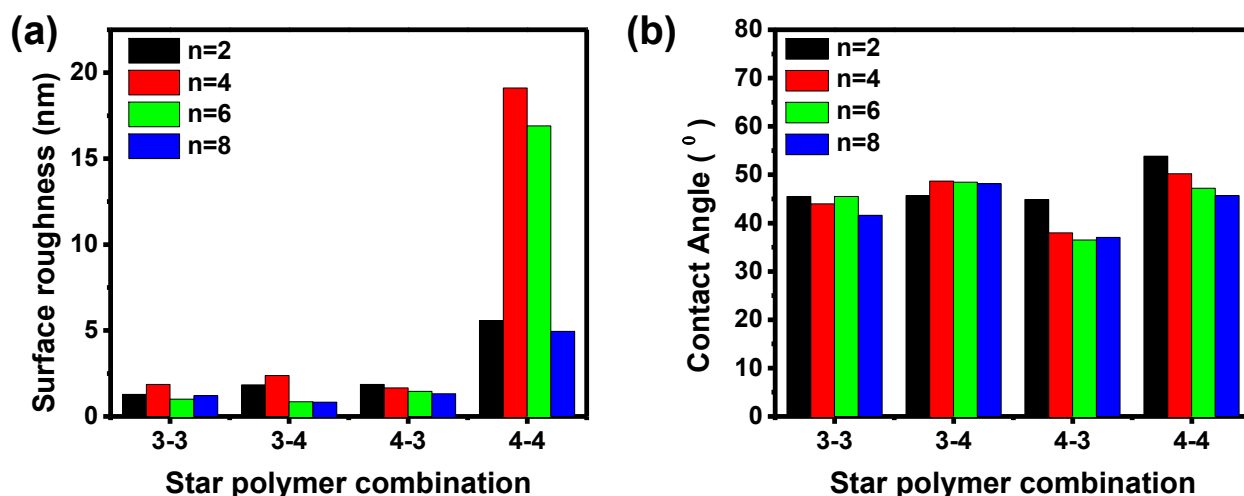 (a)
n=2
n=4
n=6
n=8
20
15
10
5
0
Surface roughness (nm)
3-3 3-4 4-3 4-4
Star polymer combination
(b)
n=2
n=4
n=6
n=8
80
70
60
50
40
30
20
10
0
Contact Angle ( ⁰ )
3-3 3-4 4-3 4-4
Star polymer combination